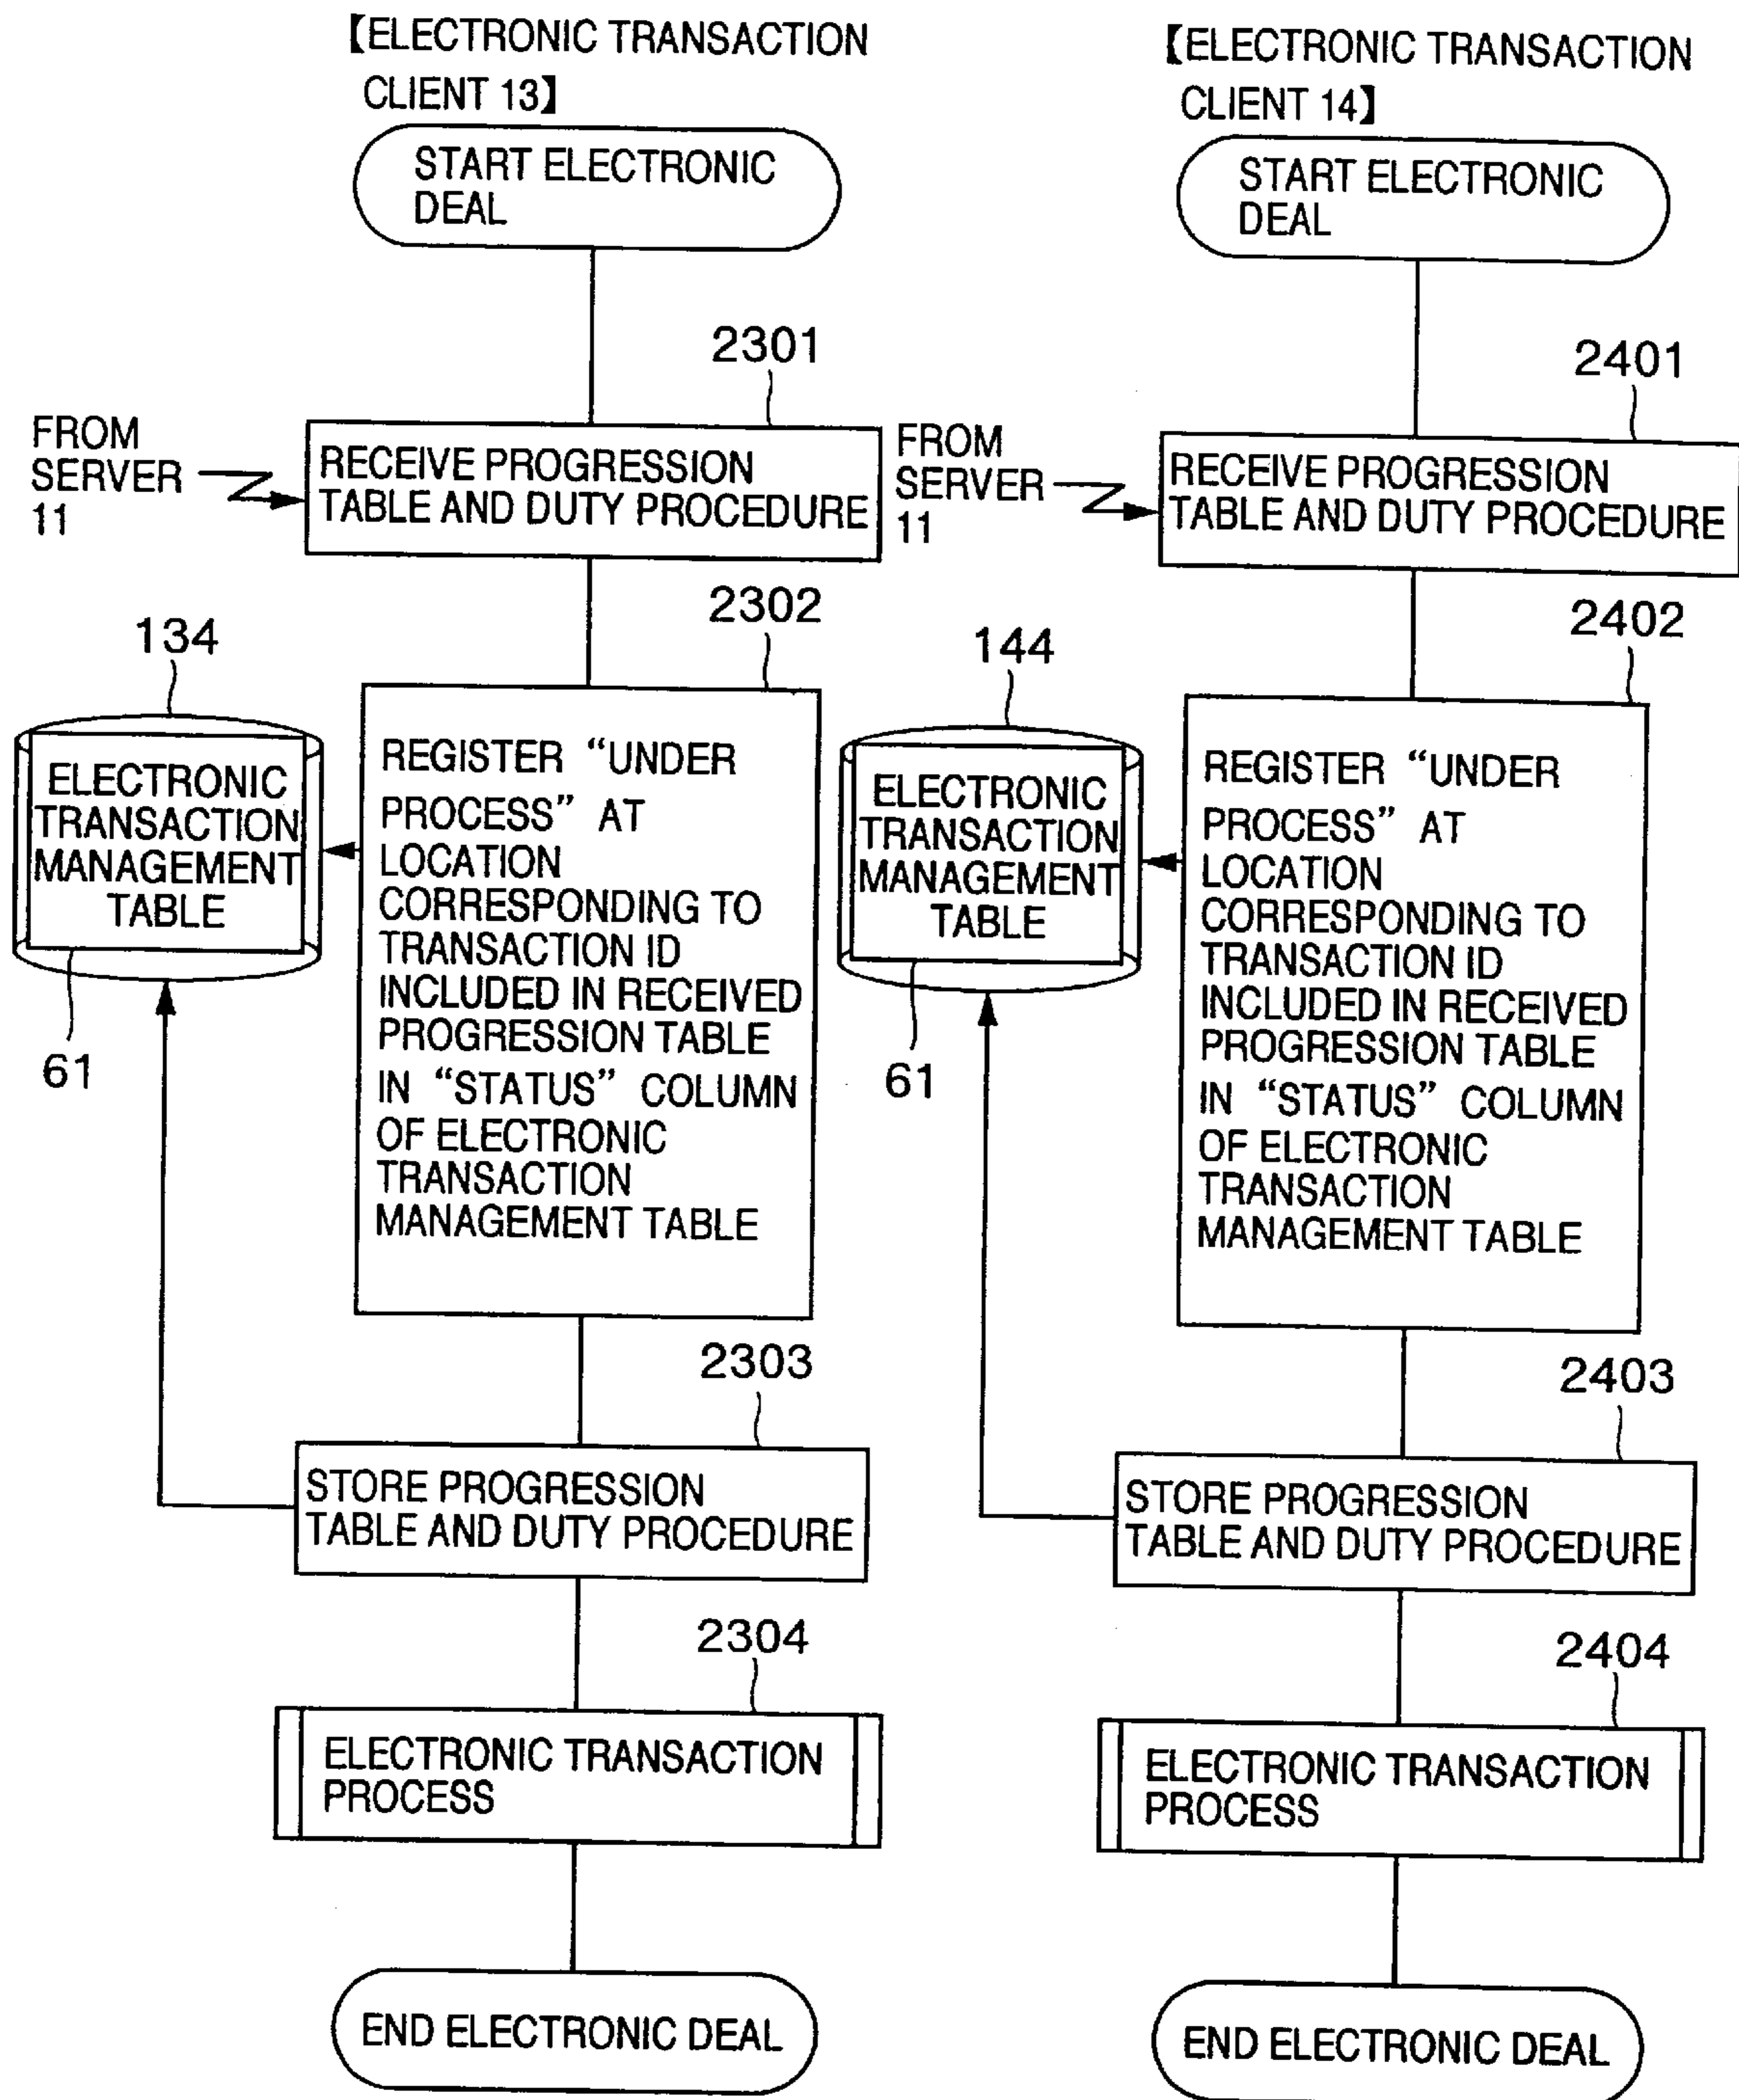 【ELECTRONIC TRANSACTION
CLIENT 13】
START ELECTRONIC
DEAL
2301
FROM
SERVER
11
RECEIVE PROGRESSION
TABLE AND DUTY PROCEDURE
2302
134
ELECTRONIC
TRANSACTION
MANAGEMENT
TABLE
61
REGISTER “UNDER
PROCESS” AT
LOCATION
CORRESPONDING TO
TRANSACTION ID
INCLUDED IN RECEIVED
PROGRESSION TABLE
IN “STATUS” COLUMN
OF ELECTRONIC
TRANSACTION
MANAGEMENT TABLE
2303
STORE PROGRESSION
TABLE AND DUTY PROCEDURE
2304
ELECTRONIC TRANSACTION
PROCESS
END ELECTRONIC DEAL
【ELECTRONIC TRANSACTION
CLIENT 14】
START ELECTRONIC
DEAL
2401
FROM
SERVER
11
RECEIVE PROGRESSION
TABLE AND DUTY PROCEDURE
2402
144
ELECTRONIC
TRANSACTION
MANAGEMENT
TABLE
61
REGISTER “UNDER
PROCESS” AT
LOCATION
CORRESPONDING TO
TRANSACTION ID
INCLUDED IN RECEIVED
PROGRESSION TABLE
IN “STATUS” COLUMN
OF ELECTRONIC
TRANSACTION
MANAGEMENT TABLE
2403
STORE PROGRESSION
TABLE AND DUTY PROCEDURE
2404
ELECTRONIC TRANSACTION
PROCESS
END ELECTRONIC DEAL